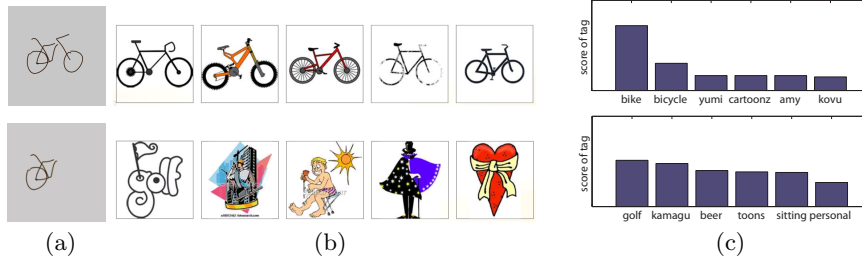 score of tag
bike bicycle yumi cartoonz amy kovu
golf
score of tag
golf kamagu beer toons sitting personal
(a) (b) (c)